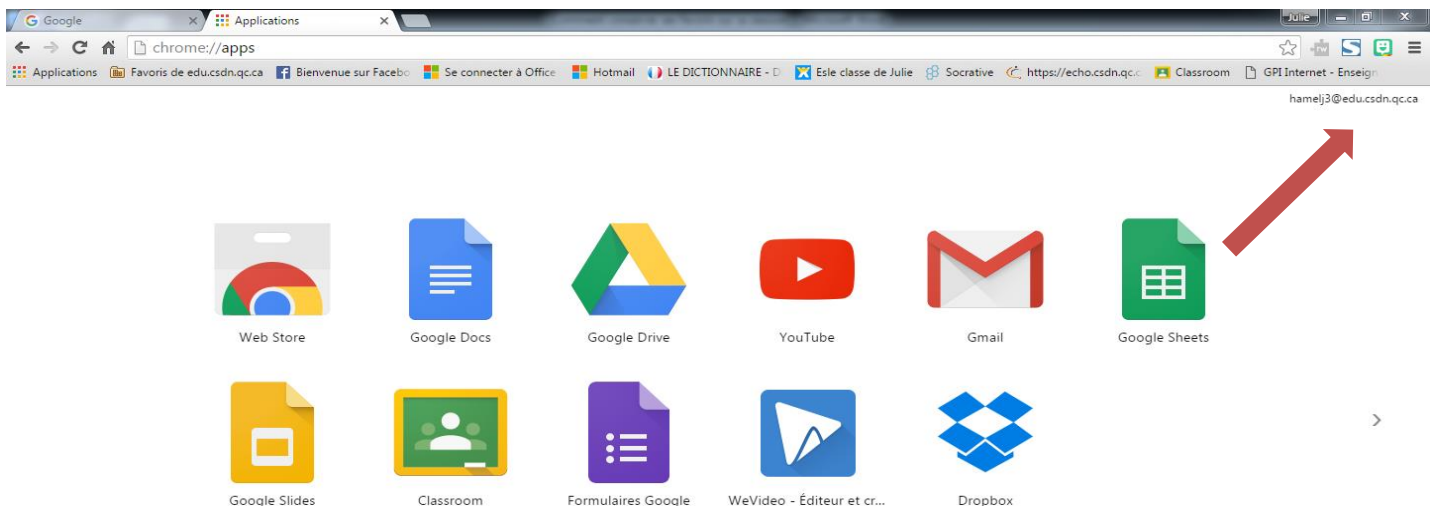 Google
Applications
Julie
chrome://apps
Applications
Favoris de edu.csdn.qc.ca
Bienvenue sur Facebo
Se connecter à Office
Hotmail
LE DICTIONNAIRE - D
Esle classe de Julie
Socrative
https://echo.csdn.qc.c
Classroom
GPI Internet - Enseign
hamelj3@edu.csdn.qc.ca
Web Store
Google Docs
Google Drive
YouTube
Gmail
Google Sheets
Google Slides
Classroom
Formulaires Google
WeVideo - Éditeur et cr...
Dropbox